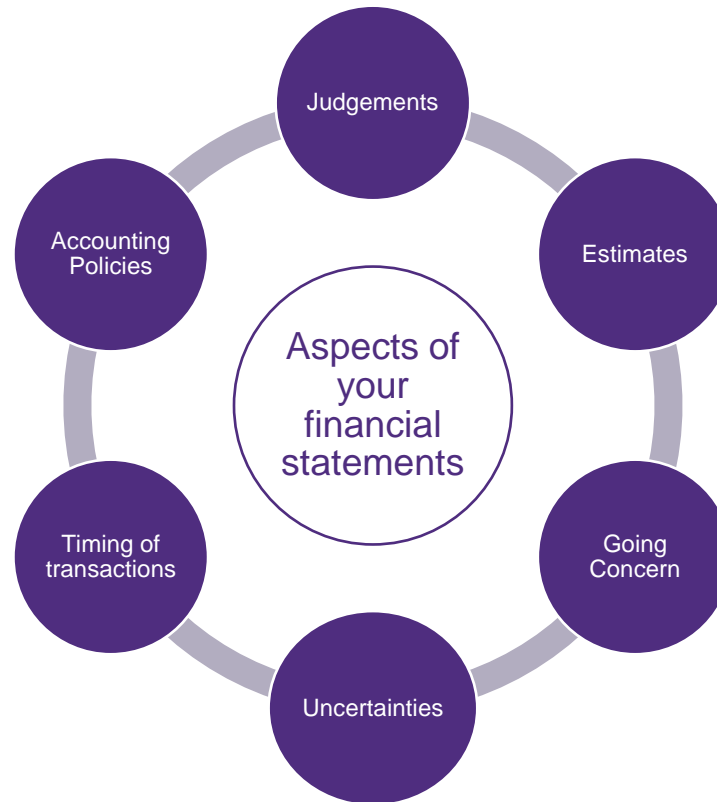 Judgements
Accounting
Policies
Estimates
Aspects of
your
financial
statements
Timing of
transactions
Going
Concern
Uncertainties